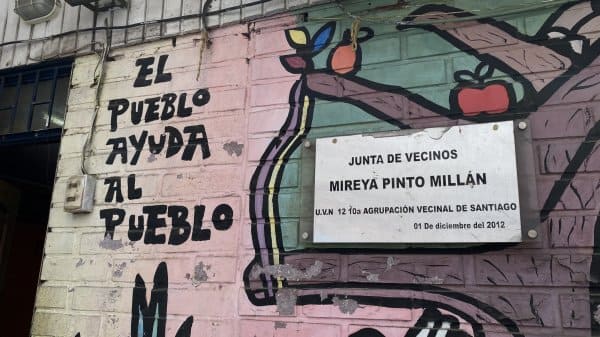 EL
PUEBLO
AYUDA
AL
PUEBLO
JUNTA DE VECINOS
MIREYA PINTO MILLÁN
U.V.N 12 10a AGRUPACIÓN VECINAL DE SANTIAGO
01 De diciembre del 2012